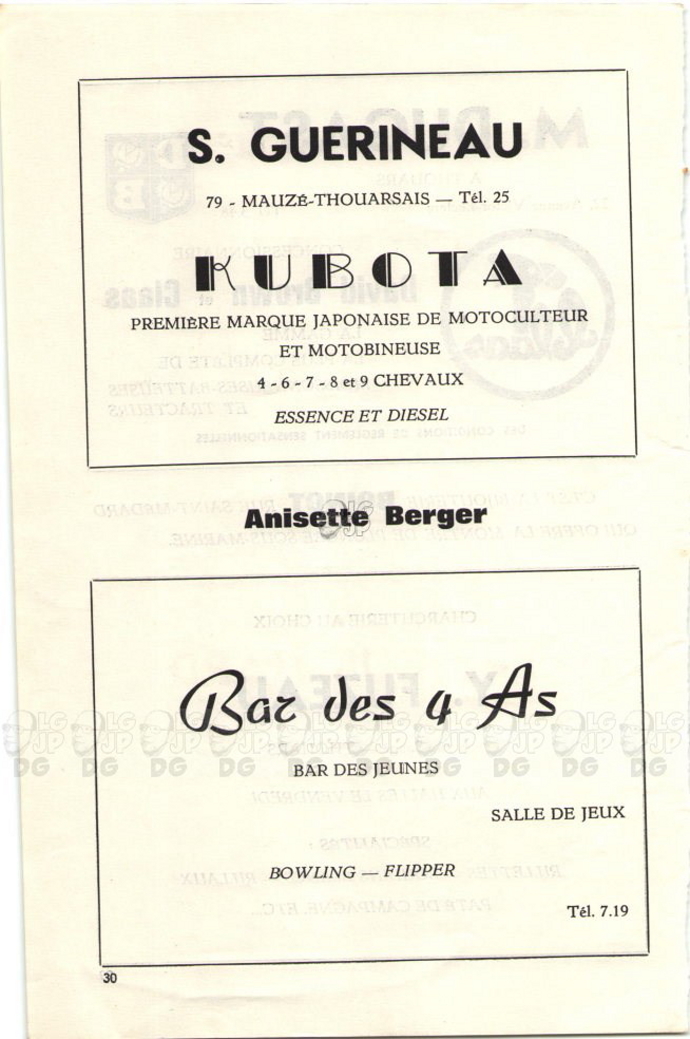 S. GUERINEAU
79 - MAUZÉ-THOUARSAIS — Tél. 25
KUBOTA
PREMIÈRE MARQUE JAPONAISE DE MOTOCULTEUR
ET MOTOBINEUSE
4 - 6 - 7 - 8 et 9 CHEVAUX
ESSENCE ET DIESEL
Anisette Berger
Bar des 4 As
BAR DES JEUNES
SALLE DE JEUX
BOWLING — FLIPPER
Tél. 7.19
30